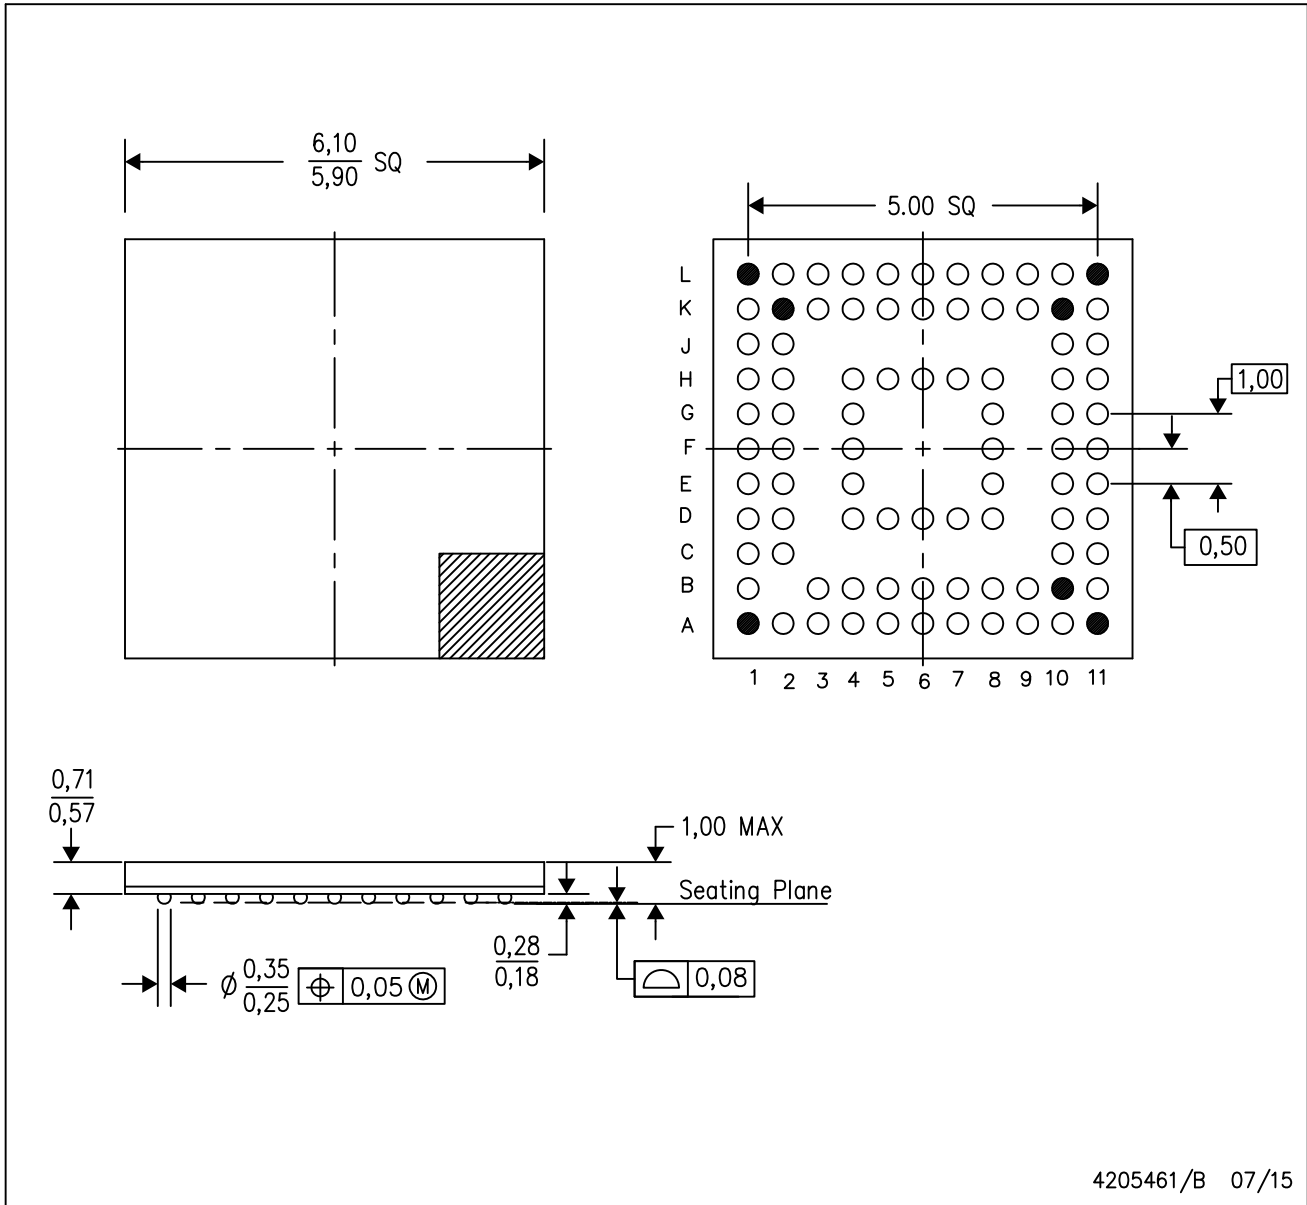 6,10
5,90 SQ
5.00 SQ
L
K
J
H
G
F
E
D
C
B
A
1 2 3 4 5 6 7 8 9 10 11
1,00
0,50
0,71
0,57
1,00 MAX
Seating Plane
0,28
0,18
0,08
Ø 0,35
0,25
0,05 Ⓜ
4205461/B 07/15